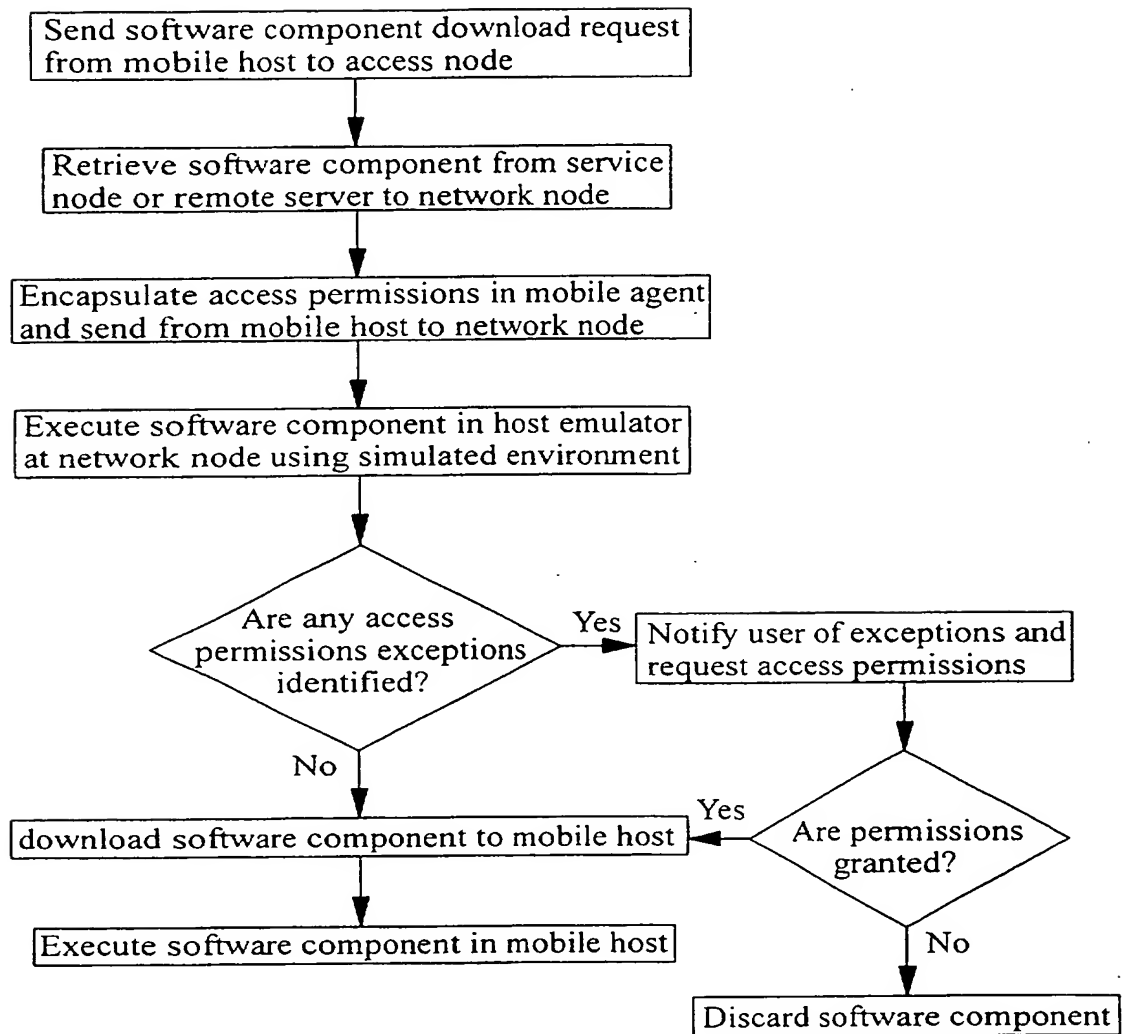 Send software component download request
from mobile host to access node
Retrieve software component from service
node or remote server to network node
Encapsulate access permissions in mobile agent
and send from mobile host to network node
Execute software component in host emulator
at network node using simulated environment
Are any access
permissions exceptions
identified?
Yes
Notify user of exceptions and
request access permissions
No
Yes
download software component to mobile host
Are permissions
granted?
Execute software component in mobile host
No
Discard software component